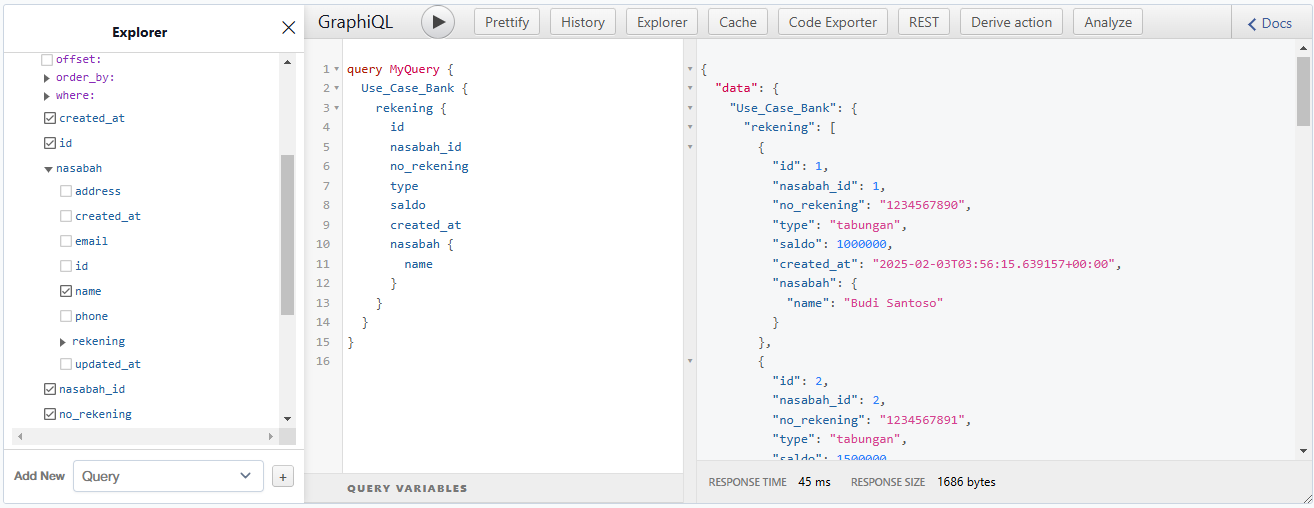 Explorer
offset:
order_by:
where:
created_at
id
nasabah
address
created_at
email
id
name
phone
rekening
updated_at
nasabah_id
no_rekening
Add New
Query
+
GraphiQL
Prettify
History
Explorer
Cache
Code Exporter
REST
Derive action
Analyze
Docs
1 query MyQuery {
2 Use_Case_Bank {
3 rekening {
4 id
5 nasabah_id
6 no_rekening
7 type
8 saldo
9 created_at
10 nasabah {
11 name
12 }
13 }
14 }
15 }
16
QUERY VARIABLES
{
"data": {
"Use_Case_Bank": {
"rekening": [
{
"id": 1,
"nasabah_id": 1,
"no_rekening": "1234567890",
"type": "tabungan",
"saldo": 1000000,
"created_at": "2025-02-03T03:56:15.639157+00:00",
"nasabah": {
"name": "Budi Santoso"
}
},
{
"id": 2,
"nasabah_id": 2,
"no_rekening": "1234567891",
"type": "tabungan",
"saldo": 1500000
RESPONSE TIME 45 ms RESPONSE SIZE 1686 bytes